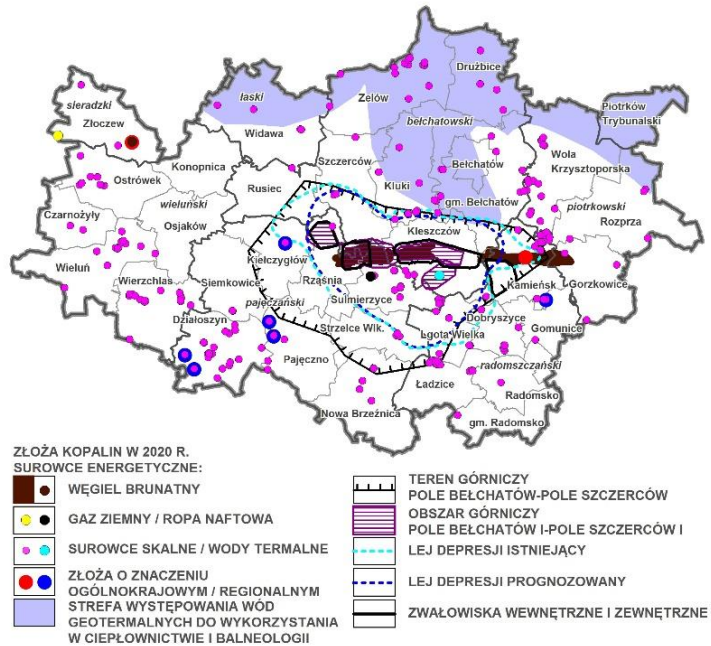 Drużbice
łaski
Zelów
sieradzki
Złoczew
Piotrków
Trybunalski
bełchatowski
Widawa
Wola
Krzysztoporska
Szczerców
Bełchatów
Konopnica
Ostrówek
Rusiec
Kluki
wieluński
gm. Bełchatów
piotrkowski
Czarnożyły
Rozprza
Osjaków
Kleszczów
Kiełczygłów
Wieluń
Rząśnia
Wierzchlas
Siemkowice
Kamieńsk
Gorzkowice
Sulmierzyce
pajęczański
Dobryszyce
Działoszyn
Strzelce Wlk.
Lgota Wielka
Gomunice
Pajęczno
radomszczański
Ładzice
Radomsko
Nowa Brzeźnica
gm. Radomsko
ZŁOŻA KOPALIN W 2020 R.
SUROWCE ENERGETYCZNE:
WĘGIEL BRUNATNY
GAZ ZIEMNY / ROPA NAFTOWA
SUROWCE SKALNE / WODY TERMALNE
ZŁOŻA O ZNACZENIU
OGÓLNOKRAJOWYM / REGIONALNYM
STREFA WYSTĘPOWANIA WÓD
GEOTERMALNYCH DO WYKORZYSTANIA
W CIEPŁOWNICTWIE I BALNEOLOGII
TEREN GÓRNICZY
POLE BEŁCHATÓW-POLE SZCZERCÓW
OBSZAR GÓRNICZY
POLE BEŁCHATÓW I-POLE SZCZERCÓW I
LEJ DEPRESJI ISTNIEJĄCY
LEJ DEPRESJI PROGNOZOWANY
ZWAŁOWISKA WEWNĘTRZNE I ZEWNĘTRZNE